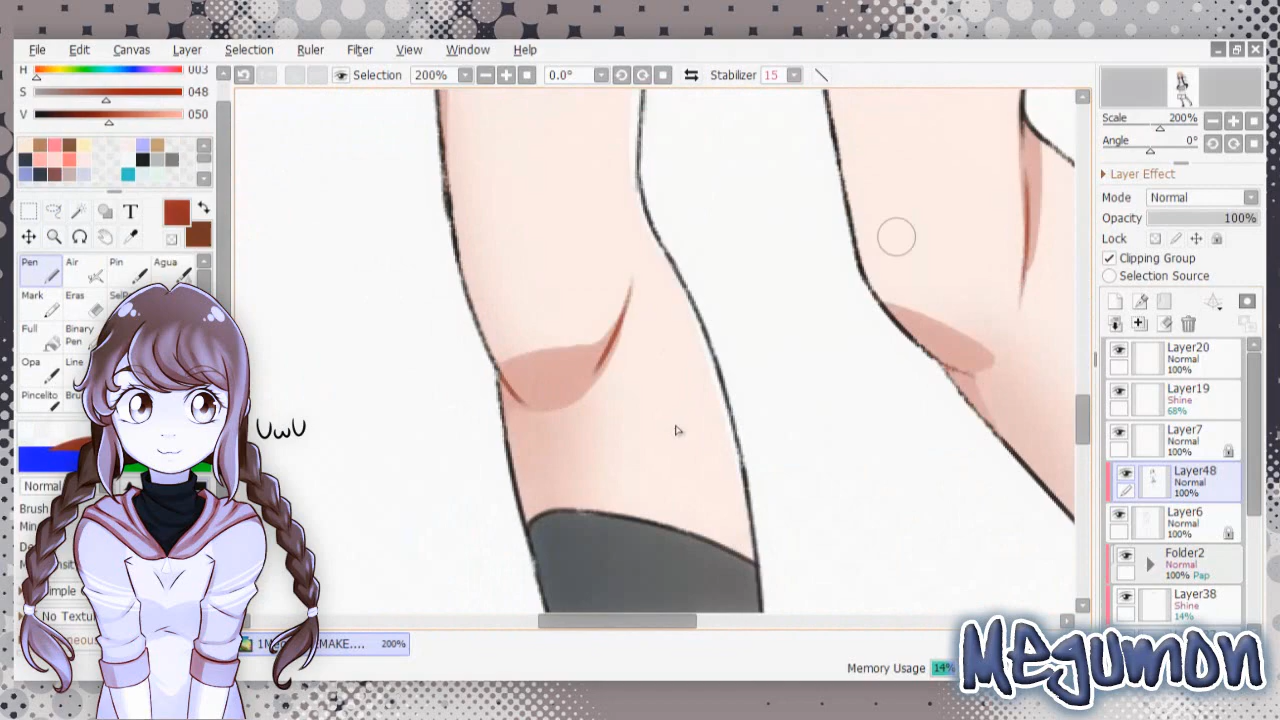 File Edit Canvas Layer Selection Ruler Filter View Window Help
H 003
S 048
V 050
Selection 200% 0.0° Stabilizer 15
Scale 200%
Angle 0°
Layer Effect
Mode Normal
Opacity 100%
Lock
Clipping Group
Selection Source
T
Pen Air Pin Agua
Mark Eras
Full Binary Pen
Opa Line
Pincelito
Normal
Brush
No Textu
UwU
Layer20
Normal
100%
Layer19
Shine
68%
Layer7
Normal
100%
Layer48
Normal
100%
Layer6
Normal
100%
Folder2
Normal
100% Pap
Layer38
Shine
14%
MAKE.... 200%
Memory Usage 14%
Megumon